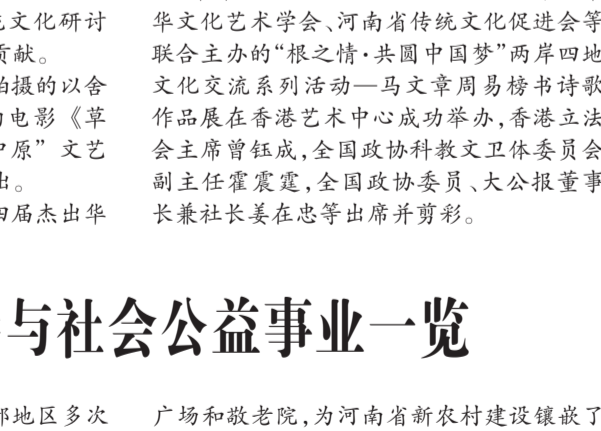 文化研讨
贡献。
拍摄的以舍
电影《草
中原”文艺
出。
四届杰出华
华文化艺术学会、河南省传统文化促进会等
联合主办的“根之情·共圆中国梦”两岸四地
文化交流系列活动—马文章周易榜书诗歌
作品展在香港艺术中心成功举办,香港立法
会主席曾钰成,全国政协科教文卫体委员会
副主任霍震霆,全国政协委员、大公报董事
长兼社长姜在忠等出席并剪彩。
与社会公益事业一览
地区多次
广场和敬老院,为河南省新农村建设镶嵌了